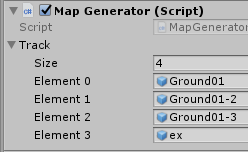 Map Generator (Script)
Script MapGenerator
Track
Size 4
Element 0 Ground01
Element 1 Ground01-2
Element 2 Ground01-3
Element 3 ex